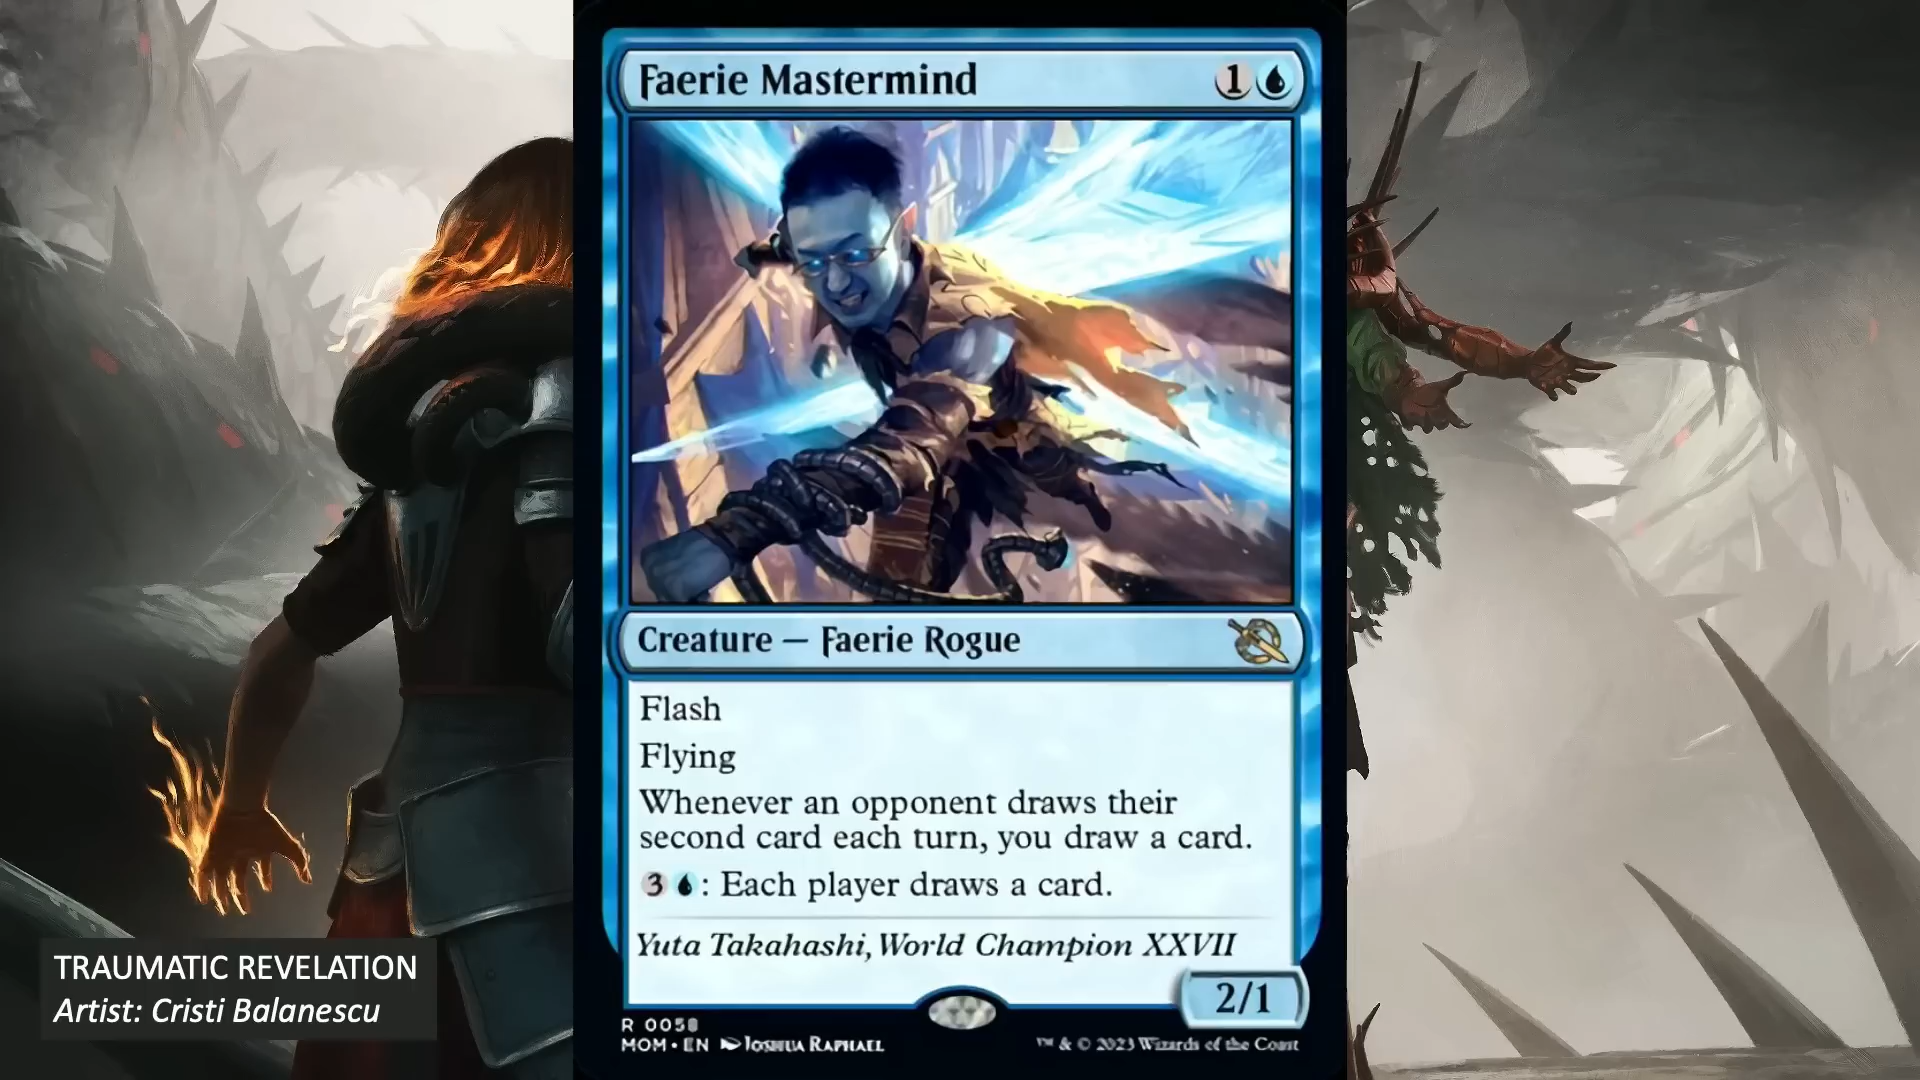 Faerie Mastermind
1
Creature — Faerie Rogue
Flash
Flying
Whenever an opponent draws their
second card each turn, you draw a card.
3 : Each player draws a card.
Yuta Takahashi, World Champion XXVII
2/1
R 0058
MOM • EN Joshua Raphael
™ & © 2023 Wizards of the Coast
TRAUMATIC REVELATION
Artist: Cristi Balanescu